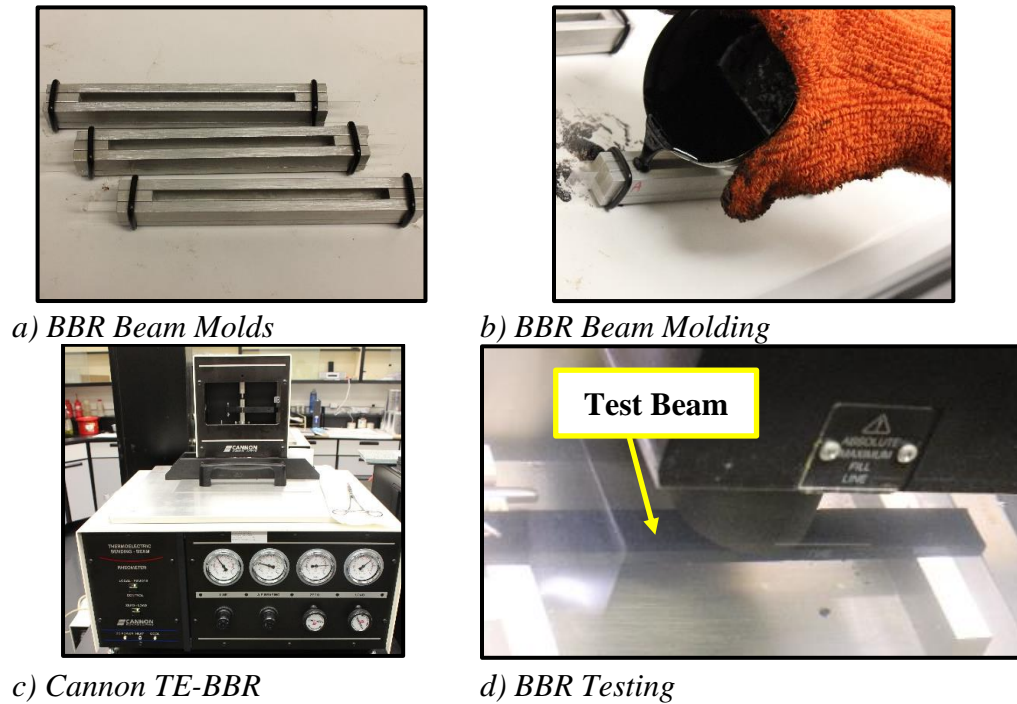 a) BBR Beam Molds
b) BBR Beam Molding
CANNON
THERMOELECTRIC
BENDING - BEAM
RHEOMETER
CANNON
c) Cannon TE-BBR
Test Beam
ABSOLUTE
MAXIMUM
FILL
LINE
d) BBR Testing